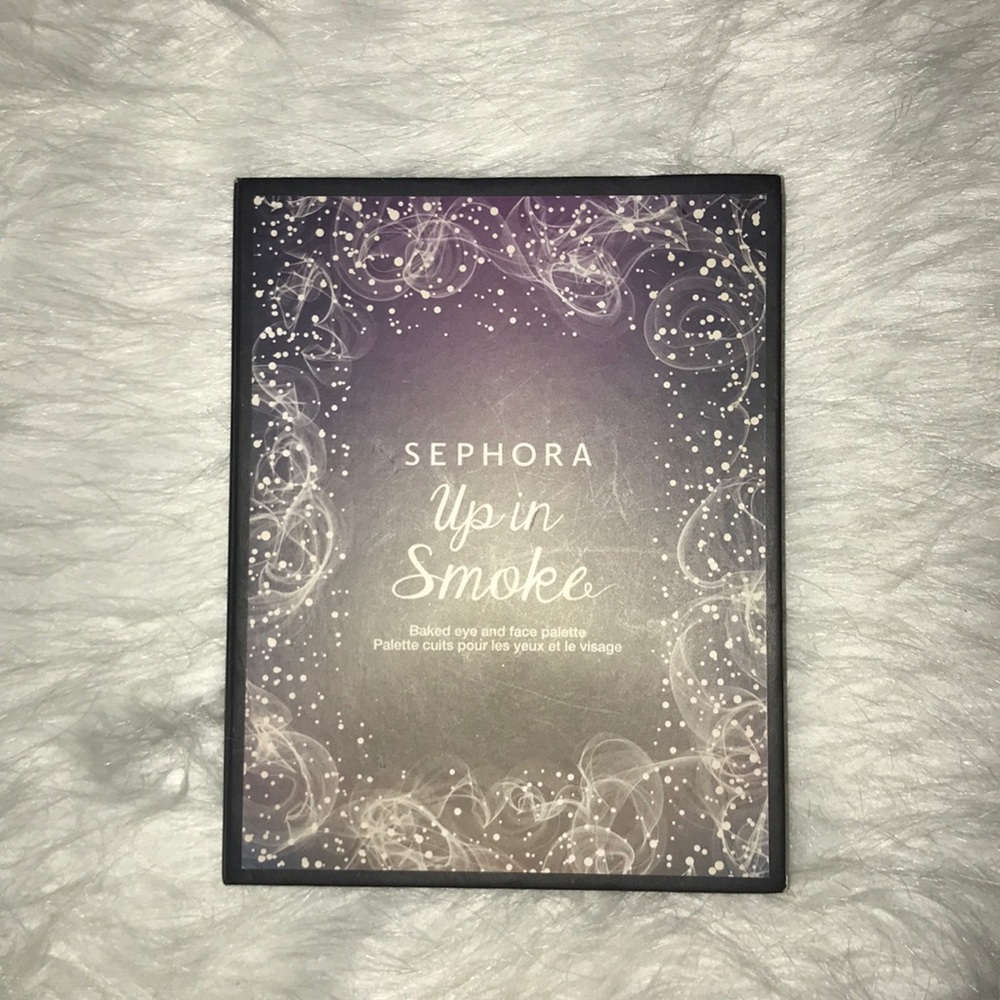 SEPHORA
Up in
Smoke
Baked eye and face palette
Palette cuits pour les yeux et le visage